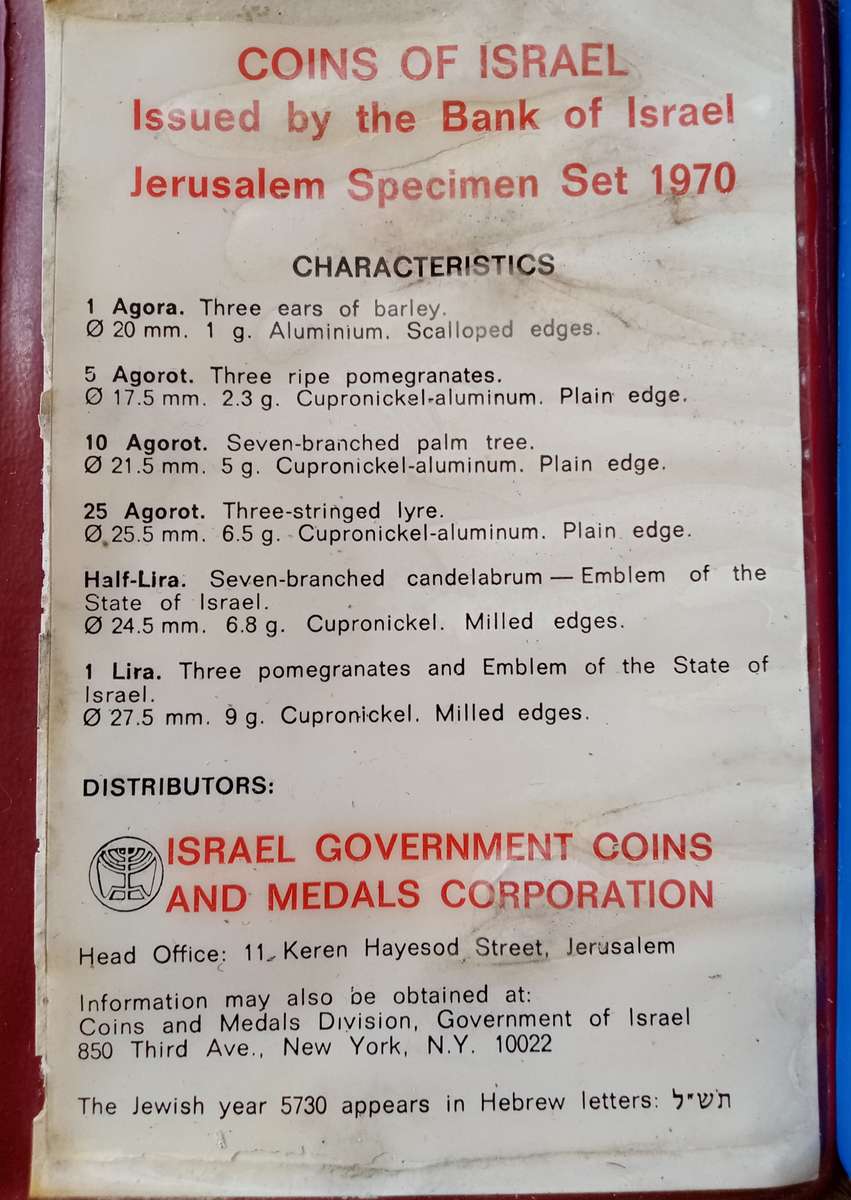 COINS OF ISRAEL
Issued by the Bank of Israel
Jerusalem Specimen Set 1970
CHARACTERISTICS
1 Agora. Three ears of barley.
Ø 20 mm. 1 g. Aluminium. Scalloped edges.
5 Agorot. Three ripe pomegranates.
Ø 17.5 mm. 2.3 g. Cupronickel-aluminum. Plain edge.
10 Agorot. Seven-branched palm tree.
Ø 21.5 mm. 5 g. Cupronickel-aluminum. Plain edge.
25 Agorot. Three-stringed lyre.
Ø 25.5 mm. 6.5 g. Cupronickel-aluminum. Plain edge.
Half-Lira. Seven-branched candelabrum — Emblem of the
State of Israel.
Ø 24.5 mm. 6.8 g. Cupronickel. Milled edges.
1 Lira. Three pomegranates and Emblem of the State of
Israel.
Ø 27.5 mm. 9 g. Cupronickel. Milled edges.
DISTRIBUTORS:
ISRAEL GOVERNMENT COINS
AND MEDALS CORPORATION
Head Office: 11, Keren Hayesod Street, Jerusalem
Information may also be obtained at:
Coins and Medals Division, Government of Israel
850 Third Ave., New York, N.Y. 10022
The Jewish year 5730 appears in Hebrew letters: תש"ל